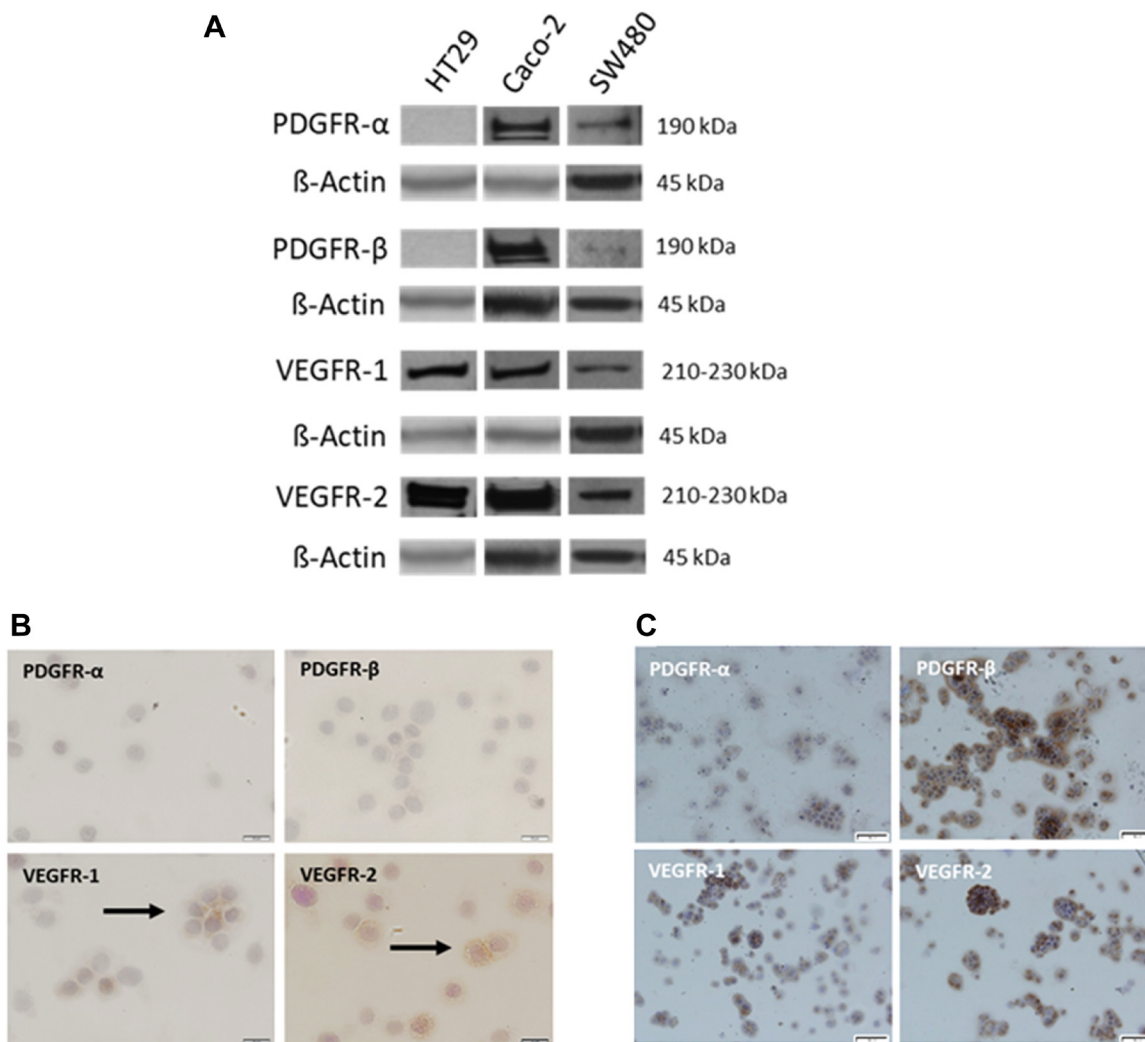 A
HT29 Caco-2 SW480
PDGFR-α 190 kDa
ß-Actin 45 kDa
PDGFR-β 190 kDa
ß-Actin 45 kDa
VEGFR-1 210-230 kDa
ß-Actin 45 kDa
VEGFR-2 210-230 kDa
ß-Actin 45 kDa
B
C
PDGFR-α PDGFR-β
VEGFR-1 VEGFR-2
PDGFR-α PDGFR-β
VEGFR-1 VEGFR-2